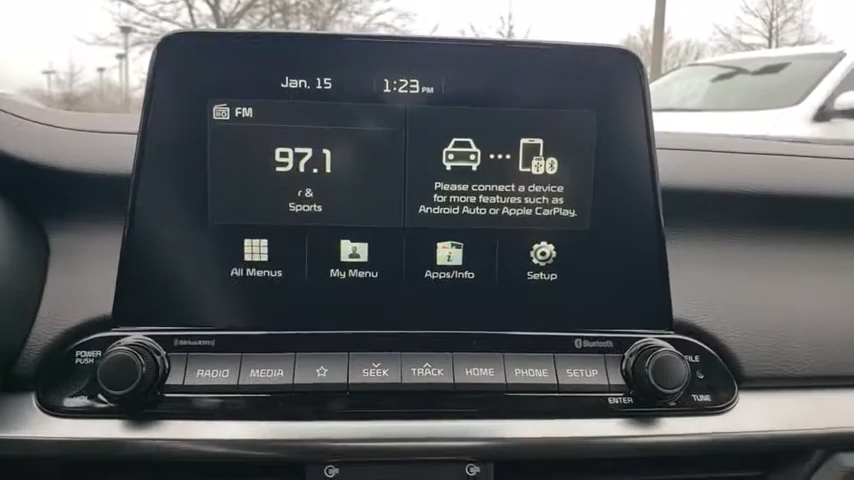 Jan. 15 1:23 PM
FM
97.1
r &
Sports
Please connect a device
for more features such as
Android Auto or Apple CarPlay.
All Menus My Menu Apps/Info Setup
SiriusXM Bluetooth
POWER
PUSH
RADIO MEDIA ☆ SEEK TRACK HOME PHONE SETUP
FILE
VOL ENTER TUNE